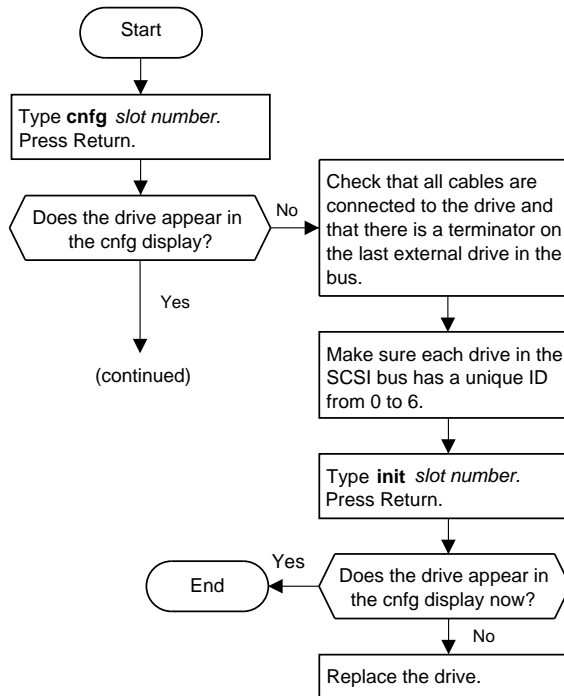 Start
Type cnfg slot number.
Press Return.
Does the drive appear in
the cnfg display?
No
Yes
(continued)
Check that all cables are
connected to the drive and
that there is a terminator on
the last external drive in the
bus.
Make sure each drive in the
SCSI bus has a unique ID
from 0 to 6.
Type init slot number.
Press Return.
Does the drive appear in
the cnfg display now?
Yes
End
No
Replace the drive.